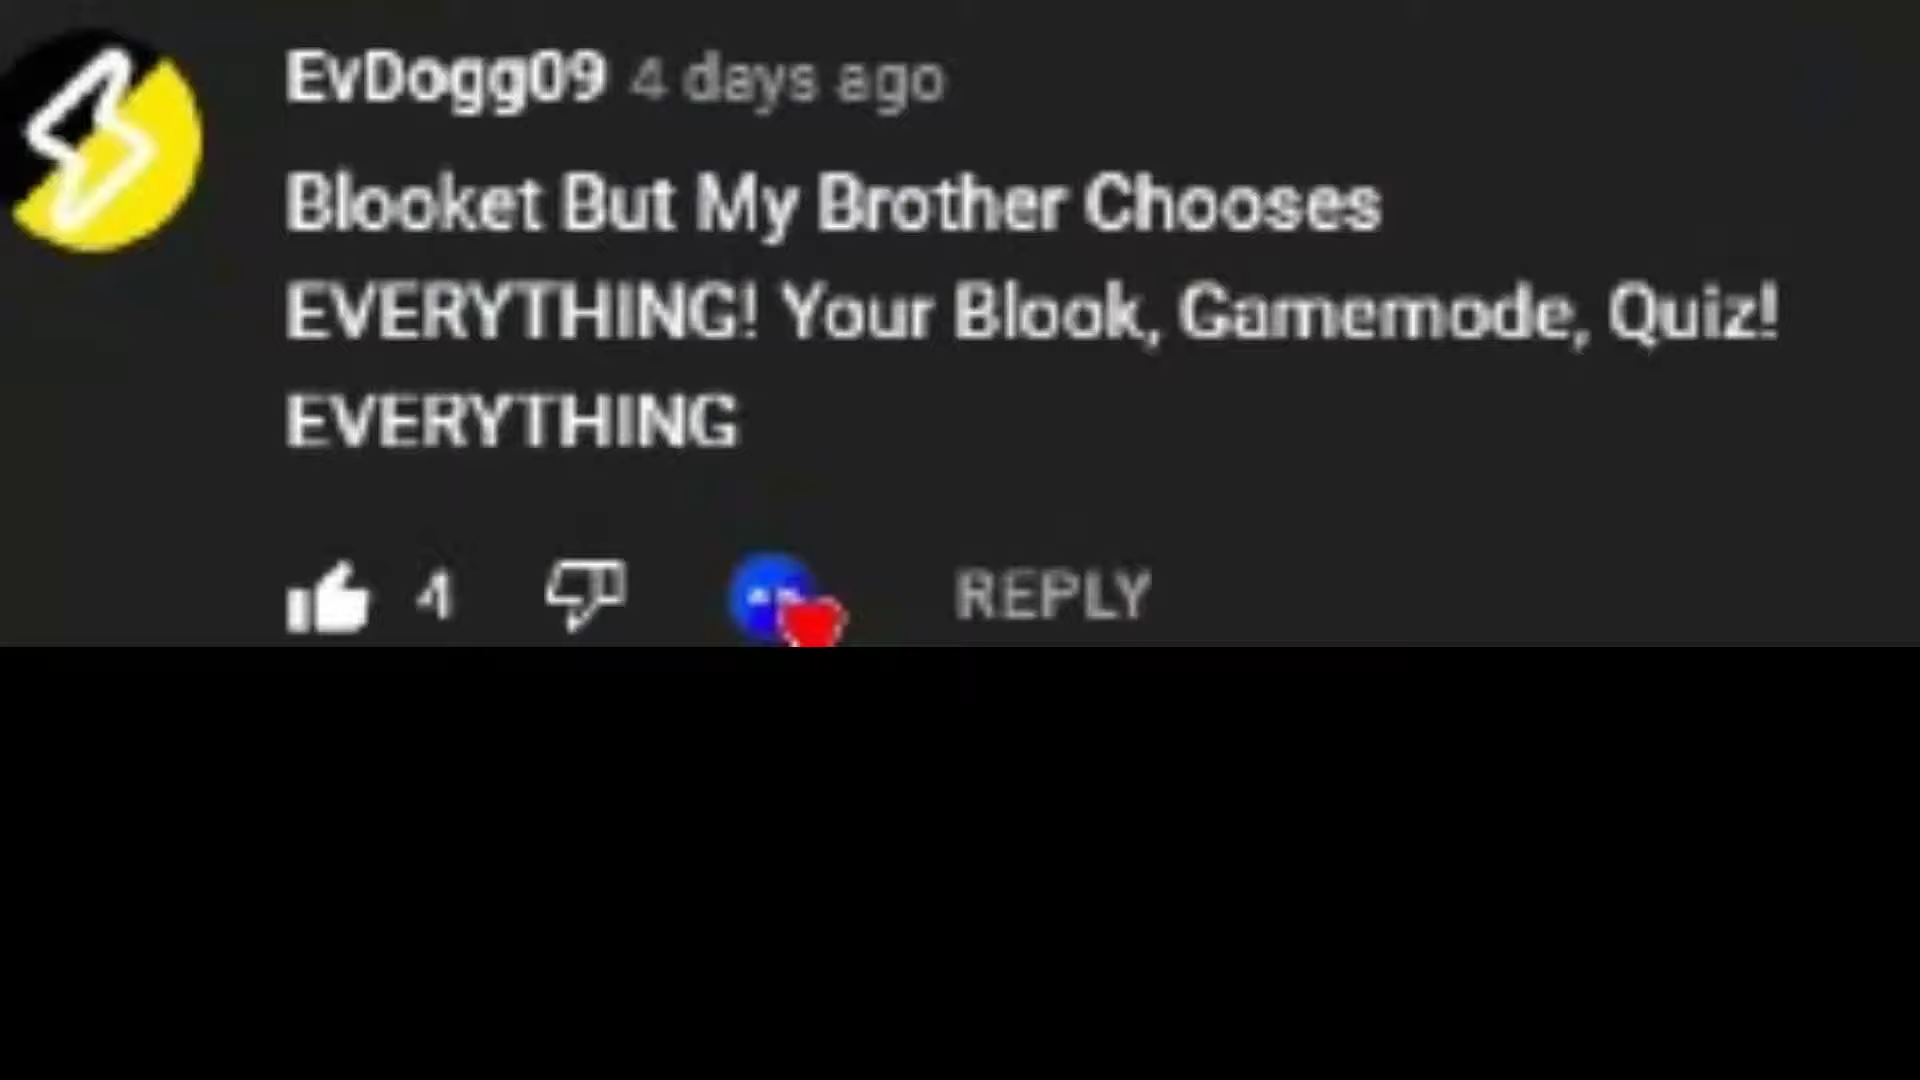 EvDogg09 4 days ago
Blooket But My Brother Chooses
EVERYTHING! Your Blook, Gamemode, Quiz!
EVERYTHING
4 REPLY